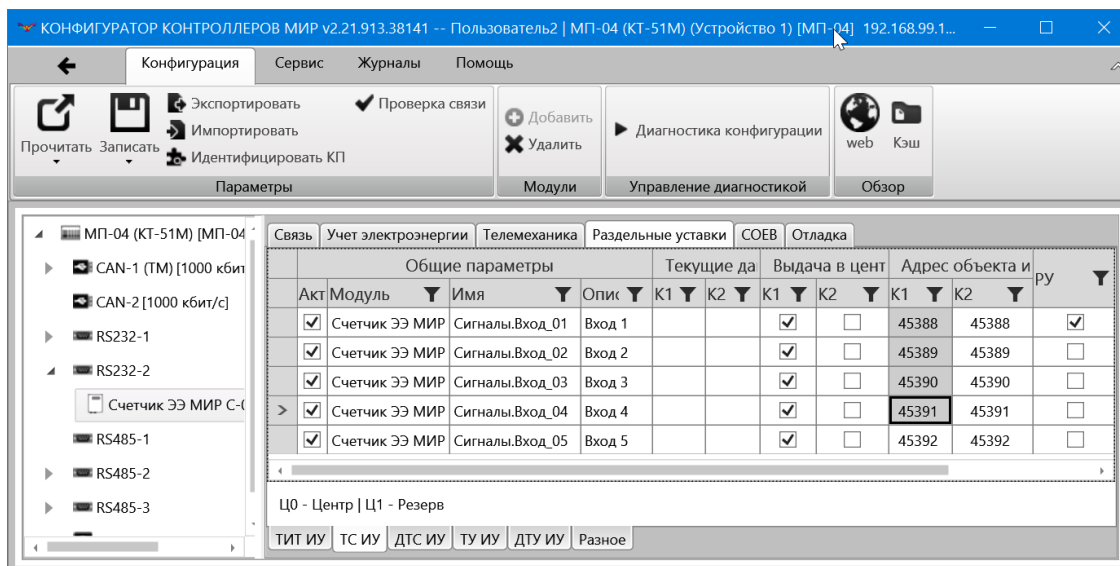 КОНФИГУРАТОР КОНТРОЛЛЕРОВ МИР v2.21.913.38141 -- Пользователь2 | МП-04 (КТ-51М) (Устройство 1) [МП-04] 192.168.99.1...
Конфигурация Сервис Журналы Помощь
Прочитать Записать Экспортировать Проверка связи
Импортировать
Идентифицировать КП
Добавить
Удалить
Диагностика конфигурации
web Кэш
Параметры Модули Управление диагностикой Обзор
МП-04 (КТ-51М) [МП-04
CAN-1 (ТМ) [1000 кбит
CAN-2 [1000 кбит/с]
RS232-1
RS232-2
Счетчик ЭЭ МИР С-0
RS485-1
RS485-2
RS485-3
Связь Учет электроэнергии Телемеханика Раздельные уставки СОЕВ Отладка
Общие параметры Текущие да Выдача в цент Адрес объекта и РУ
Акт Модуль Имя Опис К1 К2 К1 К2 К1 К2
Счетчик ЭЭ МИР Сигналы.Вход_01 Вход 1 45388 45388
Счетчик ЭЭ МИР Сигналы.Вход_02 Вход 2 45389 45389
Счетчик ЭЭ МИР Сигналы.Вход_03 Вход 3 45390 45390
Счетчик ЭЭ МИР Сигналы.Вход_04 Вход 4 45391 45391
Счетчик ЭЭ МИР Сигналы.Вход_05 Вход 5 45392 45392
Ц0 - Центр | Ц1 - Резерв
ТИТ ИУ ТС ИУ ДТС ИУ ТУ ИУ ДТУ ИУ Разное